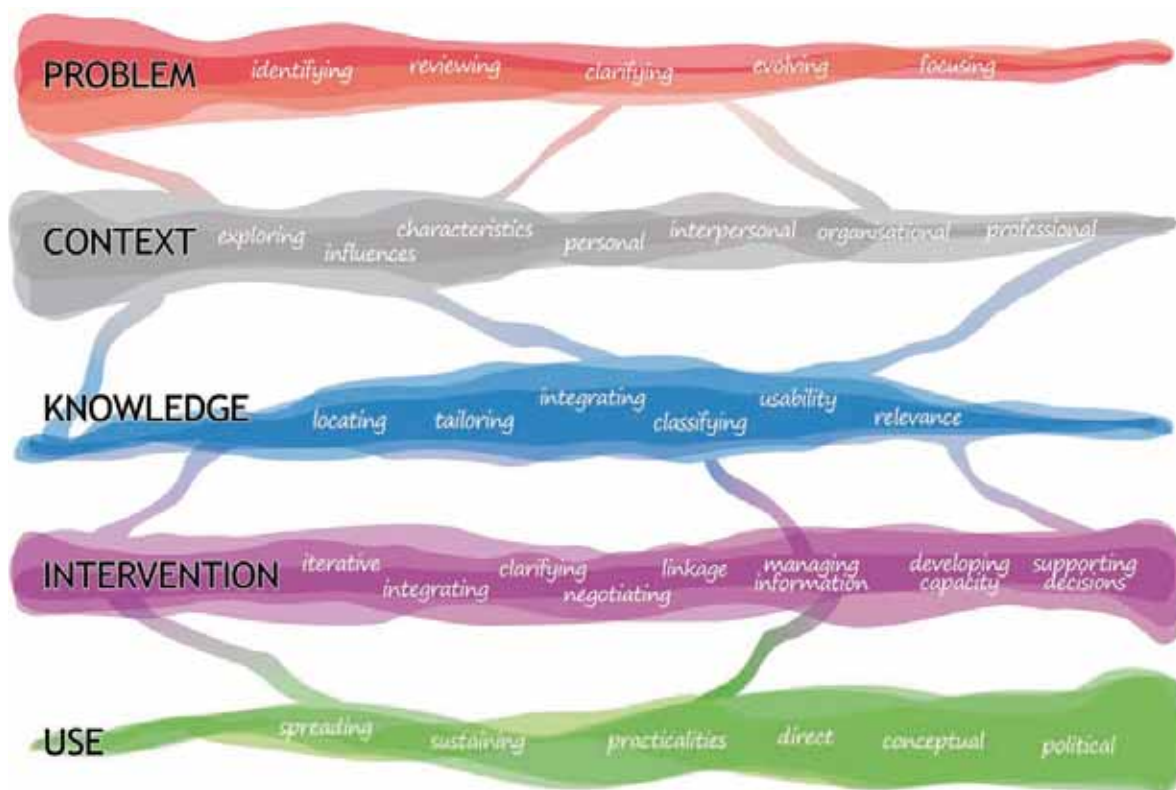 PROBLEM identifying reviewing clarifying evolving focusing
CONTEXT exploring influences characteristics personal interpersonal organisational professional
KNOWLEDGE locating tailoring integrating classifying usability relevance
INTERVENTION iterative integrating clarifying negotiating linkage managing information developing capacity supporting decisions
USE spreading sustaining practicalities direct conceptual political